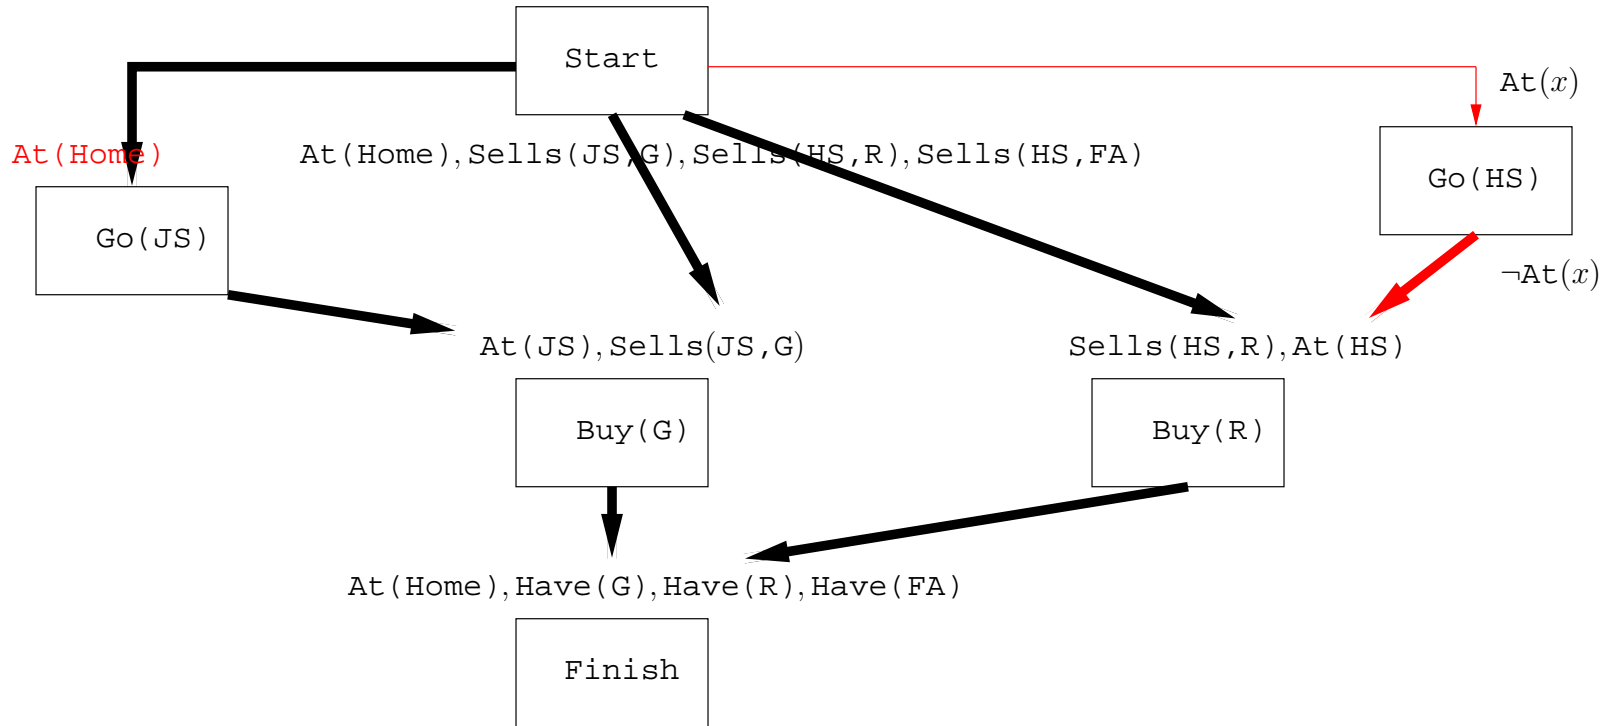 Start
At(x)
At(Home)
At(Home),Sells(JS,G),Sells(HS,R),Sells(HS,FA)
Go(HS)
Go(JS)
¬At(x)
At(JS),Sells(JS,G)
Sells(HS,R),At(HS)
Buy(G)
Buy(R)
At(Home),Have(G),Have(R),Have(FA)
Finish